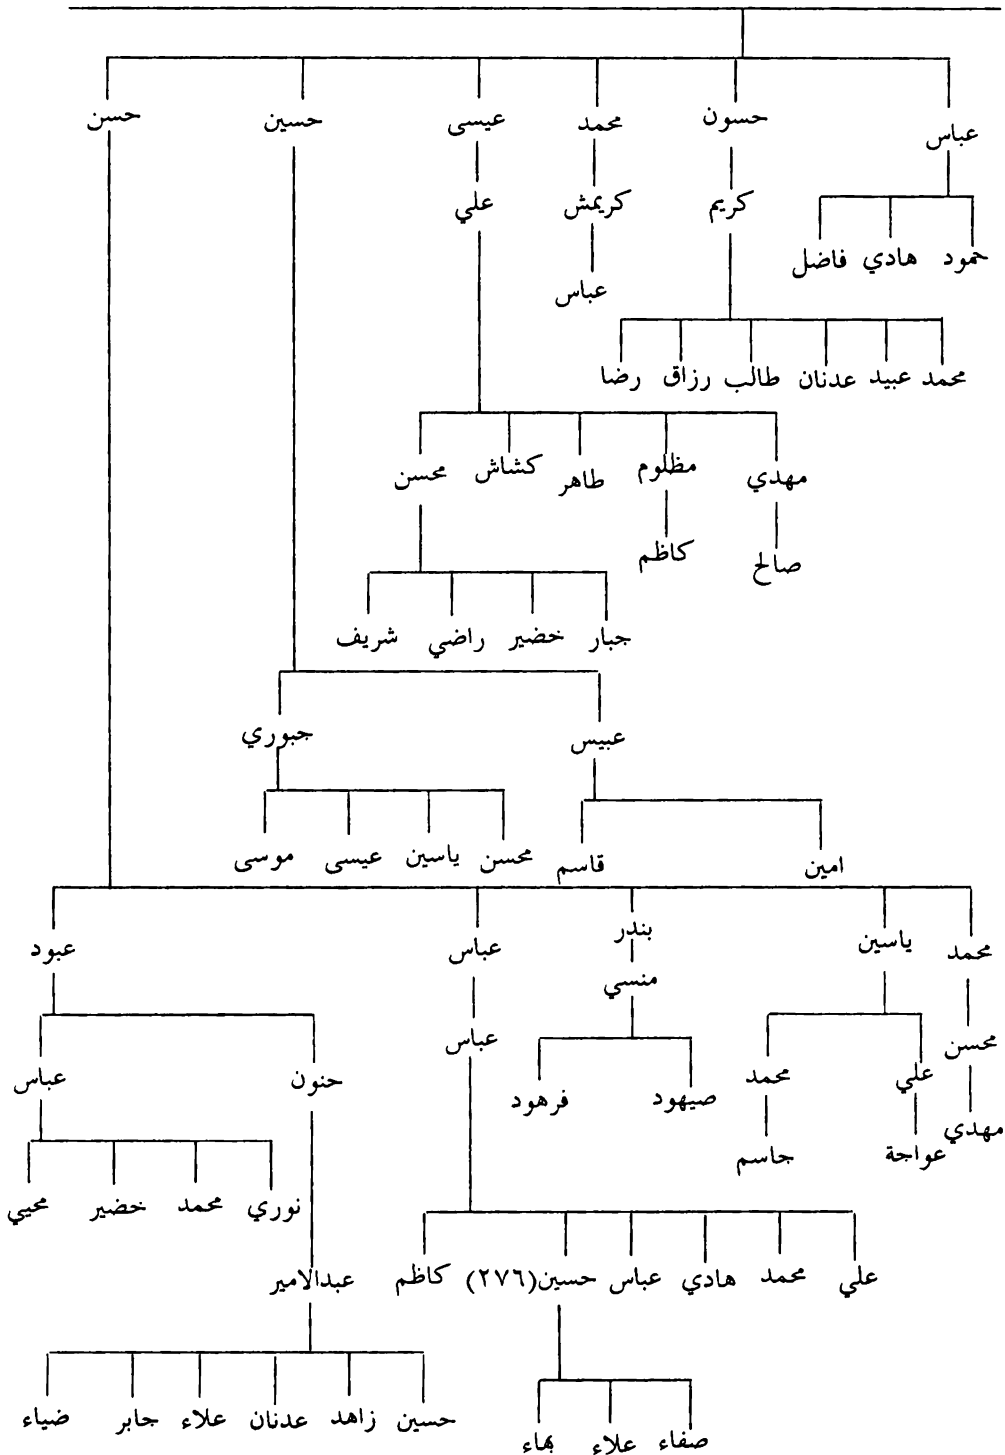 عباس حسون محمد عيسى حسين حسن
كريم كريمش علي
حمود هادي فاضل
عباس
محمد عبيد عدنان طالب رزاق رضا
مهدي مظلوم طاهر كشاش محسن
صالح كاظم
جبار خضير راضي شريف
عبيس جبوري
امين قاسم محسن ياسين عيسى موسى
محمد ياسين بندر عباس عبود
منسي
محسن عباس
علي محمد صيهود فرهود حنون عباس
مهدي عواجة جاسم
نوري محمد خضير محيي
علي محمد هادي عباس حسين(٢٧٦) كاظم عبدالامير
حسين زاهد عدنان علاء جابر ضياء
صفاء علاء بهاء